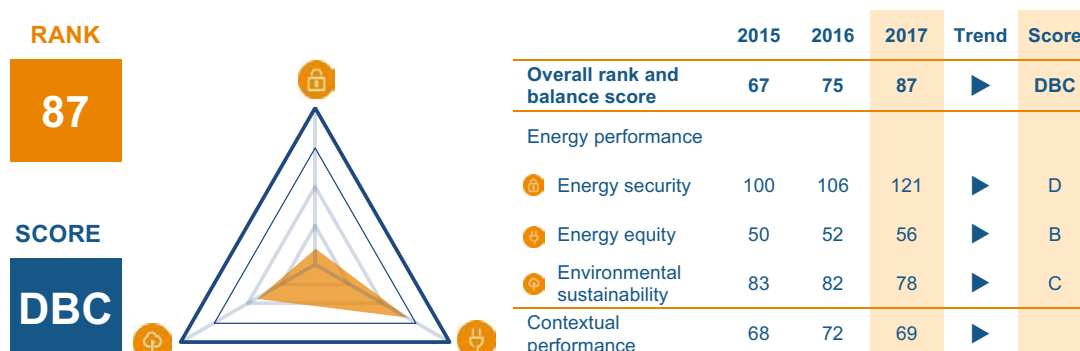 RANK
87
SCORE
DBC
2015 2016 2017 Trend Score
Overall rank and
balance score 67 75 87 DBC
Energy performance
Energy security 100 106 121 D
Energy equity 50 52 56 B
Environmental
sustainability 83 82 78 C
Contextual
performance 68 72 69